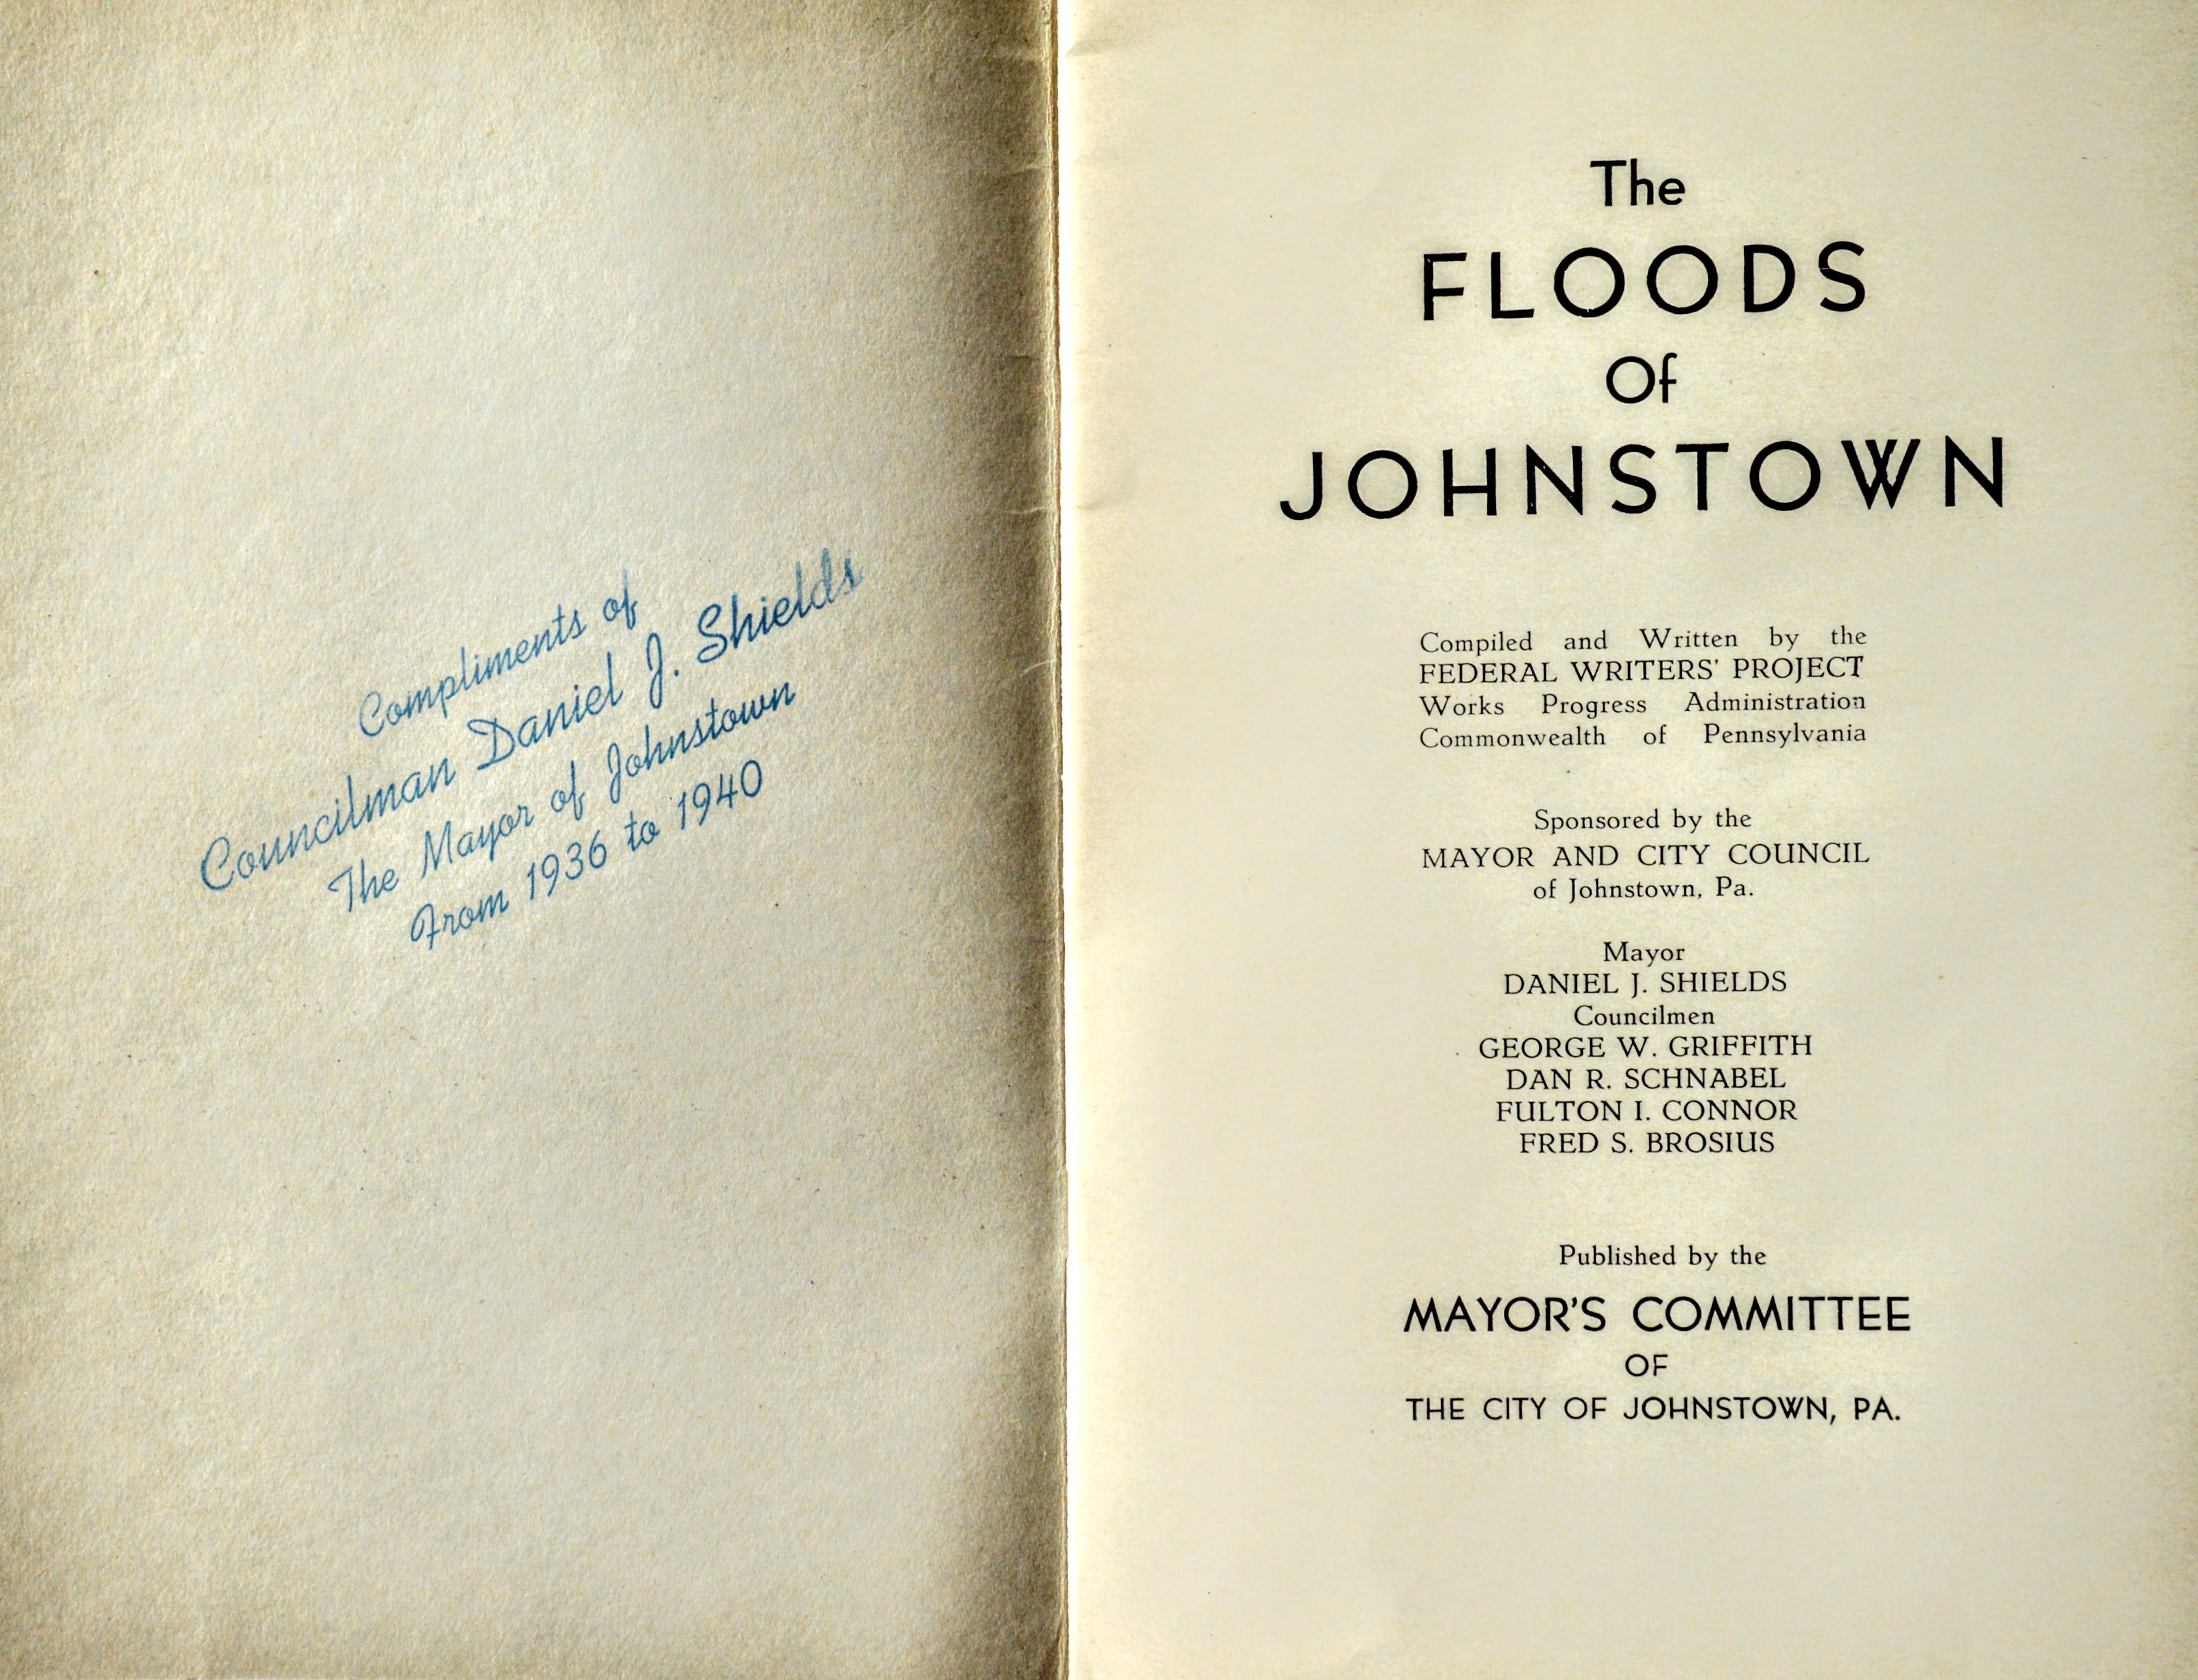 Compliments of
Councilman Daniel J. Shields
The Mayor of Johnstown
From 1936 to 1940
The
FLOODS
Of
JOHNSTOWN
Compiled and Written by the
FEDERAL WRITERS' PROJECT
Works Progress Administration
Commonwealth of Pennsylvania
Sponsored by the
MAYOR AND CITY COUNCIL
of Johnstown, Pa.
Mayor
DANIEL J. SHIELDS
Councilmen
GEORGE W. GRIFFITH
DAN R. SCHNABEL
FULTON I. CONNOR
FRED S. BROSIUS
Published by the
MAYOR'S COMMITTEE
OF
THE CITY OF JOHNSTOWN, PA.